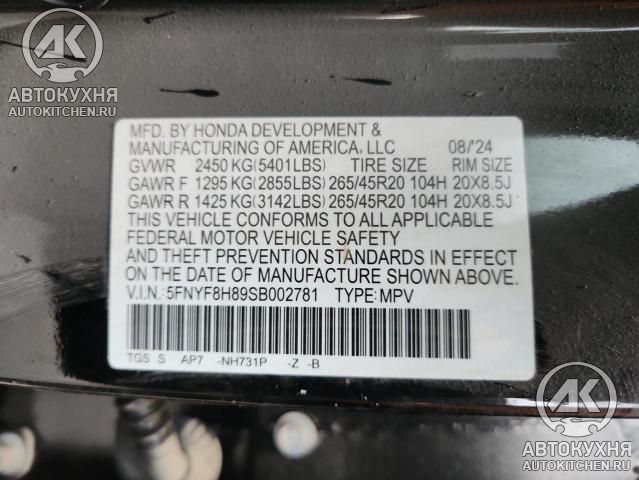 AK
АВТОКУХНЯ
AUTOKITCHEN.RU
MFD. BY HONDA DEVELOPMENT &
MANUFACTURING OF AMERICA, LLC 08/'24
GVWR 2450 KG(5401LBS) TIRE SIZE RIM SIZE
GAWR F 1295 KG(2855LBS) 265/45R20 104H 20X8.5J
GAWR R 1425 KG(3142LBS) 265/45R20 104H 20X8.5J
THIS VEHICLE CONFORMS TO ALL APPLICABLE
FEDERAL MOTOR VEHICLE SAFETY
AND THEFT PREVENTION STANDARDS IN EFFECT
ON THE DATE OF MANUFACTURE SHOWN ABOVE.
V.I.N.: 5FNYF8H89SB002781 TYPE: MPV
TGS S AP7 -NH731P -Z -B
AK
АВТОКУХНЯ
AUTOKITCHEN.RU